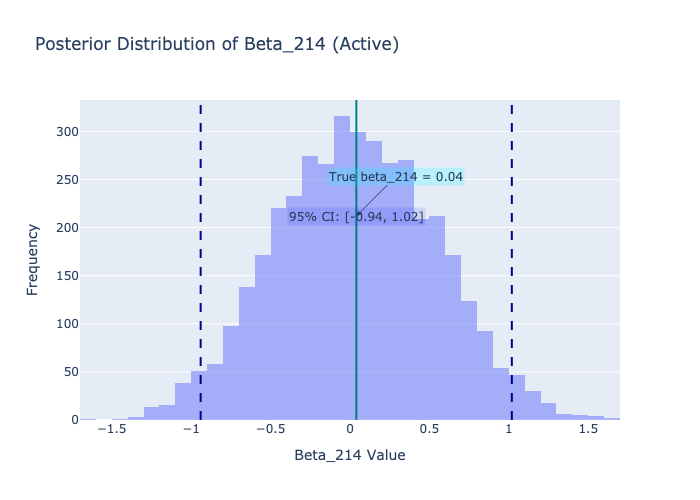 Posterior Distribution of Beta_214 (Active)
300
250
200
150
100
50
0
Frequency
True beta_214 = 0.04
95% CI: [-0.94, 1.02]
−1.5
−1
−0.5
0
0.5
1
1.5
Beta_214 Value